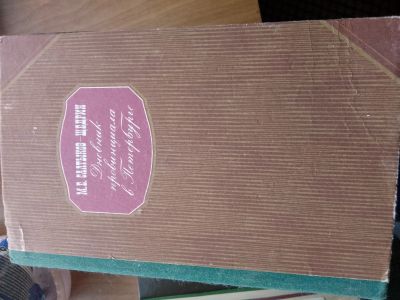 М.Е. САЛТЫКОВ-ЩЕДРИН
Дневник
провинциала
в Петербурге